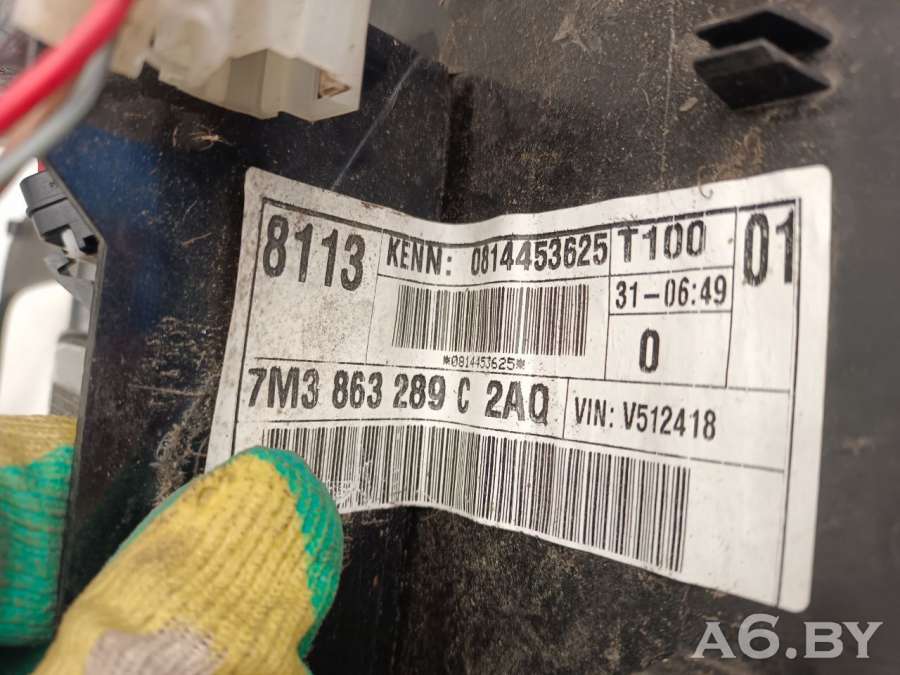 8113
KENN: 0814453625
T100
01
31-06:49
*0814453625*
0
7M3 863 289 C 2AQ
VIN: V512418
A6.BY